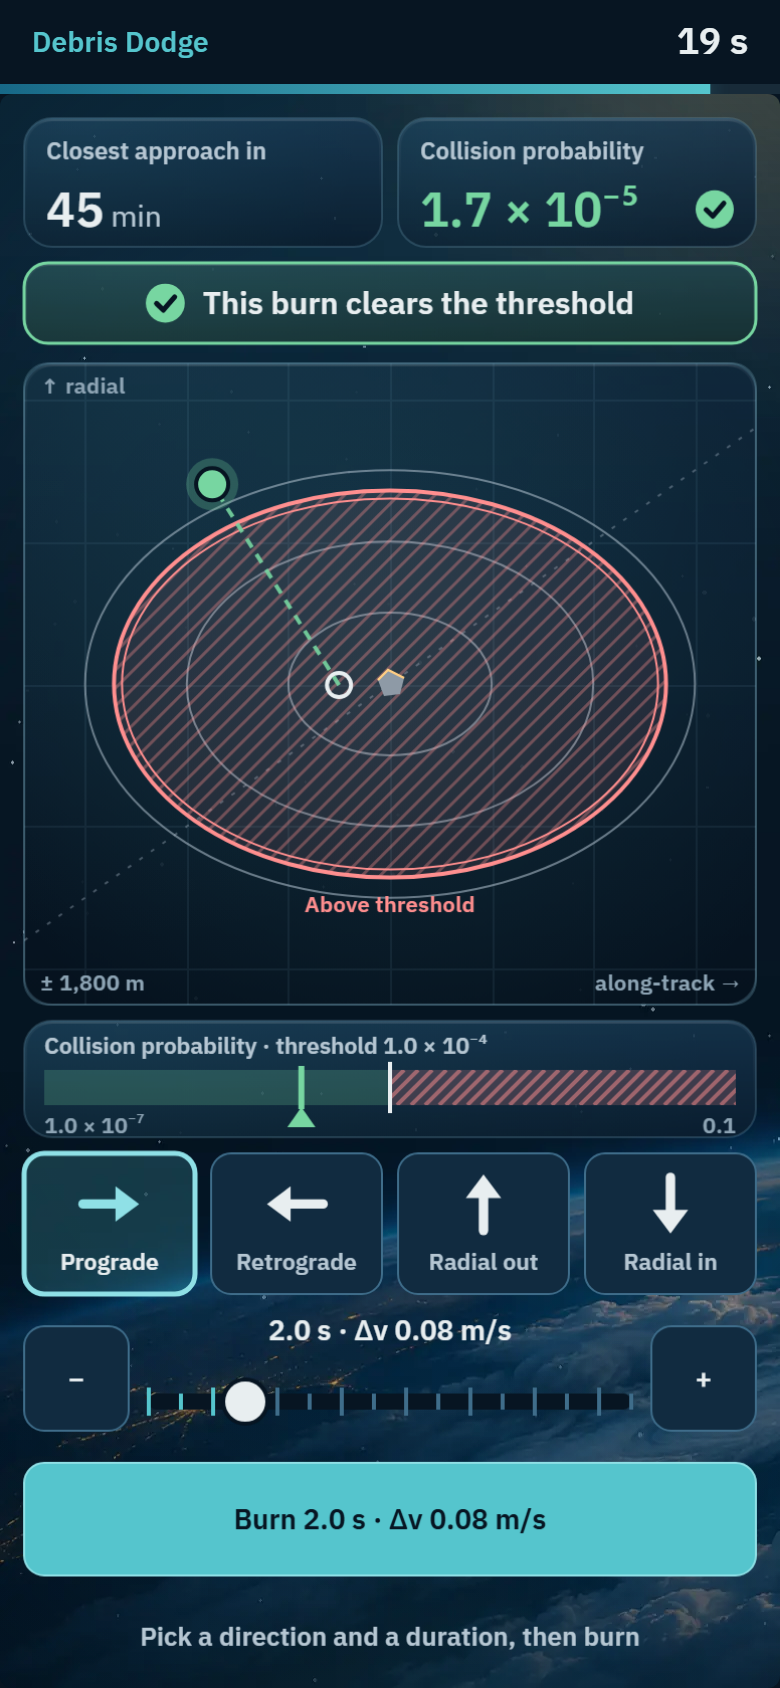 Debris Dodge
19 s
Closest approach in
45 min
Collision probability
1.7 × 10⁻⁵
This burn clears the threshold
↑ radial
Above threshold
± 1,800 m
along-track →
Collision probability · threshold 1.0 × 10⁻⁴
1.0 × 10⁻⁷
0.1
Prograde
Retrograde
Radial out
Radial in
2.0 s · Δv 0.08 m/s
−
+
Burn 2.0 s · Δv 0.08 m/s
Pick a direction and a duration, then burn